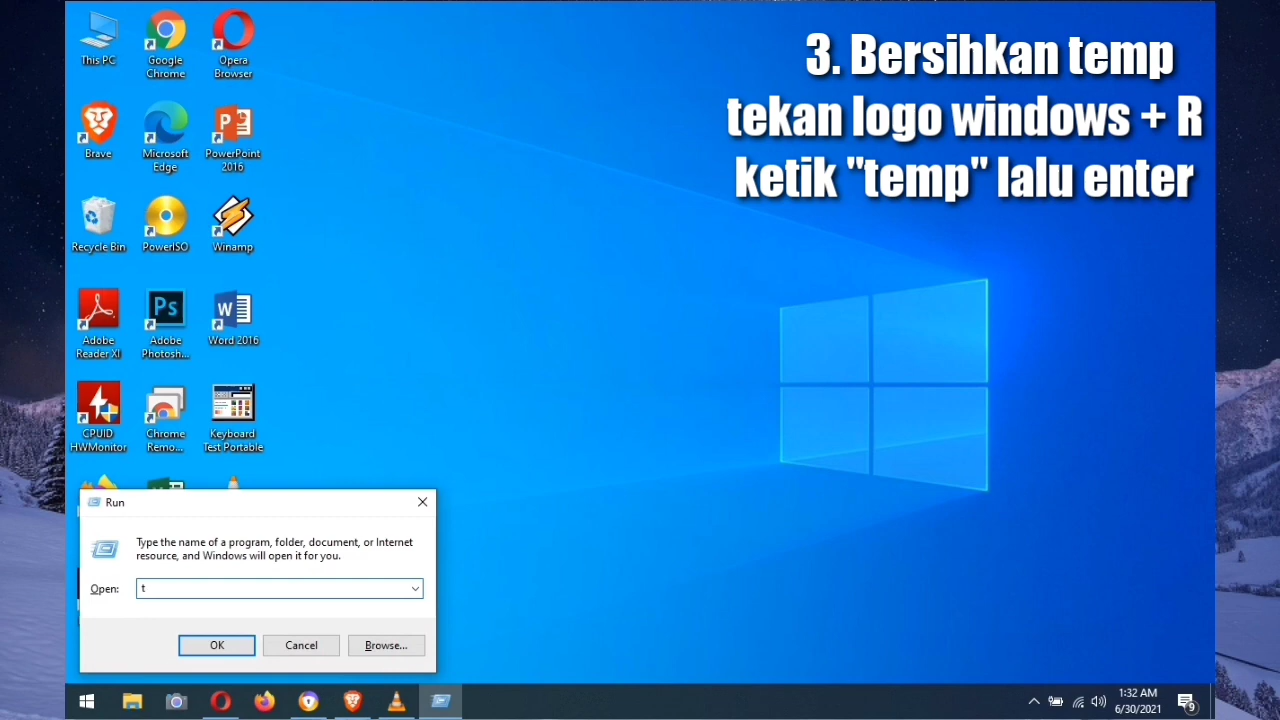 3. Bersihkan temp
tekan logo windows + R
ketik "temp" lalu enter
This PC
Google
Chrome
Opera
Browser
Brave
Microsoft
Edge
PowerPoint
2016
Recycle Bin
PowerISO
Winamp
Adobe
Reader XI
Adobe
Photosh...
Word 2016
CPUID
HWMonitor
Chrome
Remo...
Keyboard
Test Portable
Run
Type the name of a program, folder, document, or Internet
resource, and Windows will open it for you.
Open:
t
OK
Cancel
Browse...
1:32 AM
6/30/2021
9